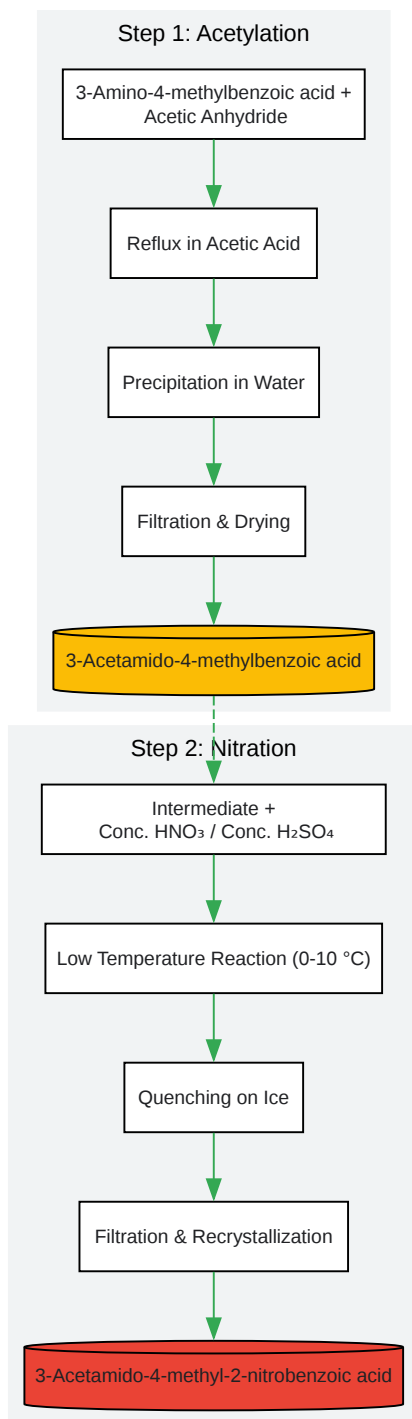 Step 1: Acetylation
3-Amino-4-methylbenzoic acid +
Acetic Anhydride
Reflux in Acetic Acid
Precipitation in Water
Filtration & Drying
3-Acetamido-4-methylbenzoic acid
Step 2: Nitration
Intermediate +
Conc. HNO₃ / Conc. H₂SO₄
Low Temperature Reaction (0-10 °C)
Quenching on Ice
Filtration & Recrystallization
3-Acetamido-4-methyl-2-nitrobenzoic acid